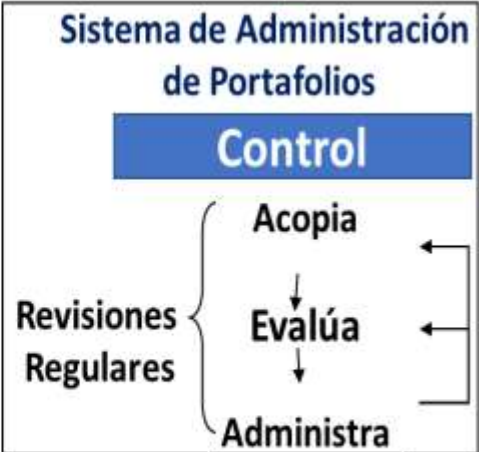 Sistema de Administración
de Portafolios
Control
Acopia
Revisiones
Regulares
Evalúa
Administra